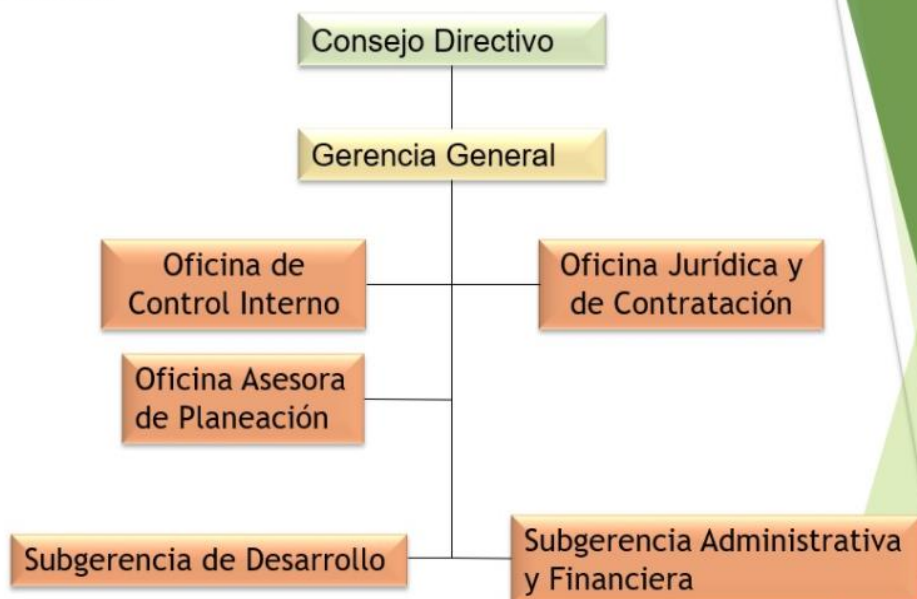 Consejo Directivo
Gerencia General
Oficina de
Control Interno
Oficina Jurídica y
de Contratación
Oficina Asesora
de Planeación
Subgerencia de Desarrollo
Subgerencia Administrativa
y Financiera